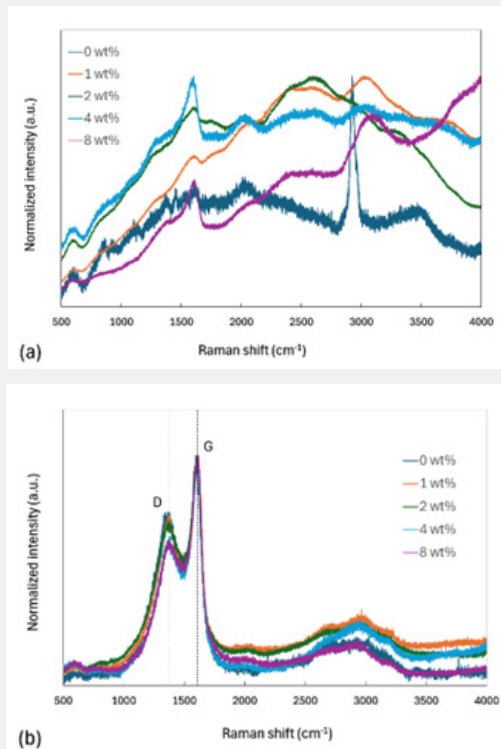 Normalized intensity (a.u.)
0 wt%
1 wt%
2 wt%
4 wt%
8 wt%
500 1000 1500 2000 2500 3000 3500 4000
Raman shift (cm-1)
(a)
Normalized intensity (a.u.)
D
G
0 wt%
1 wt%
2 wt%
4 wt%
8 wt%
500 1000 1500 2000 2500 3000 3500 4000
Raman shift (cm-1)
(b)